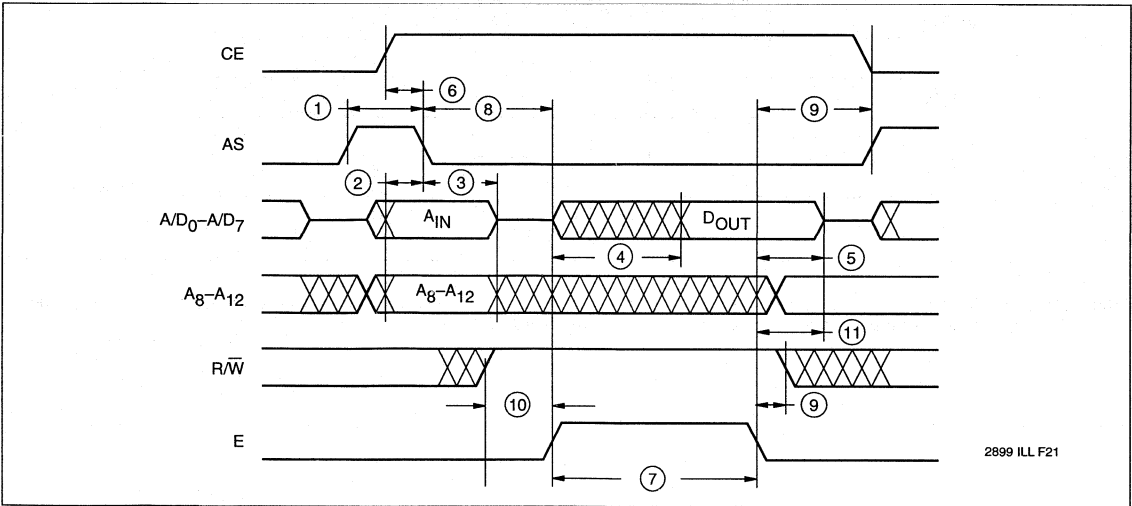 CE
6
1
8
9
AS
2
3
A/D0–A/D7
AIN
DOUT
4
5
A8–A12
A8–A12
11
R/W̅
10
9
E
7
2899 ILL F21